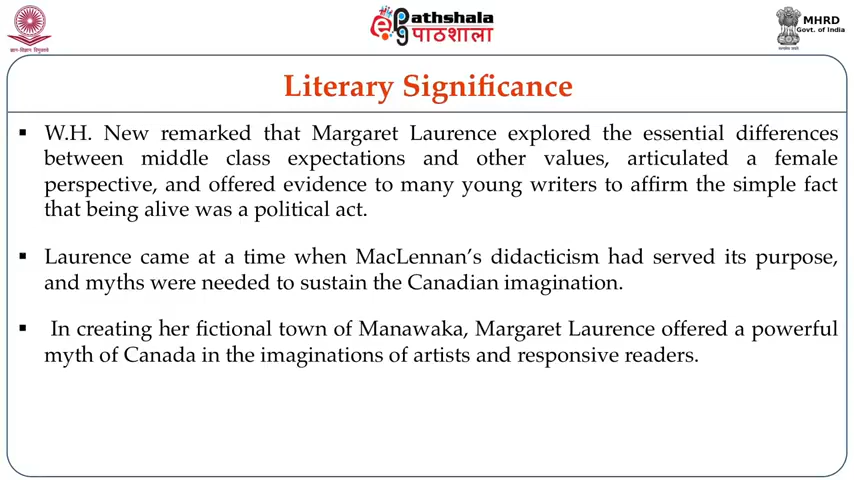 ePathshala
पाठशाला
MHRD
Govt. of India
Literary Significance
▪ W.H. New remarked that Margaret Laurence explored the essential differences
between middle class expectations and other values, articulated a female
perspective, and offered evidence to many young writers to affirm the simple fact
that being alive was a political act.
▪ Laurence came at a time when MacLennan’s didacticism had served its purpose,
and myths were needed to sustain the Canadian imagination.
▪ In creating her fictional town of Manawaka, Margaret Laurence offered a powerful
myth of Canada in the imaginations of artists and responsive readers.